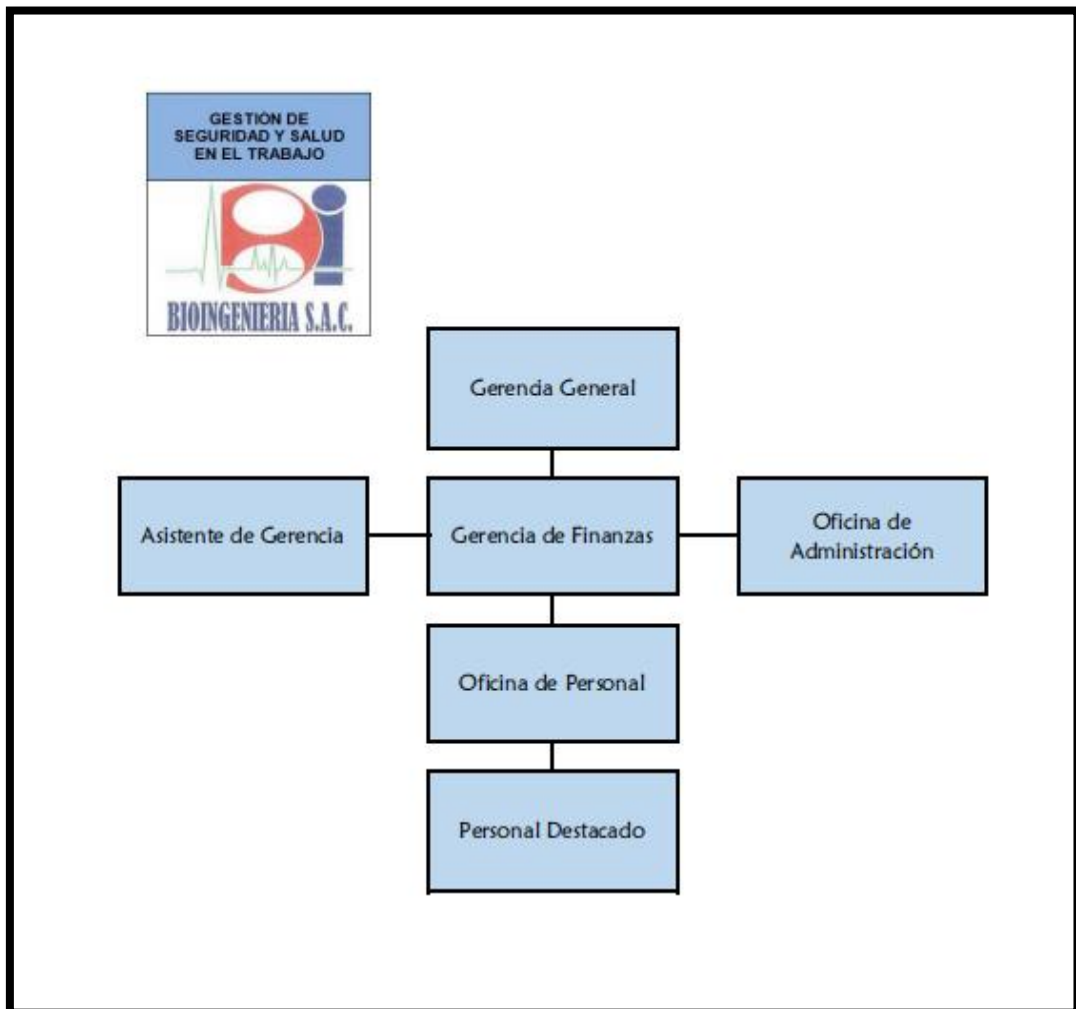 GESTIÓN DE
SEGURIDAD Y SALUD
EN EL TRABAJO
BIOINGENIERIA S.A.C.
Gerencia General
Asistente de Gerencia
Gerencia de Finanzas
Oficina de
Administración
Oficina de Personal
Personal Destacado